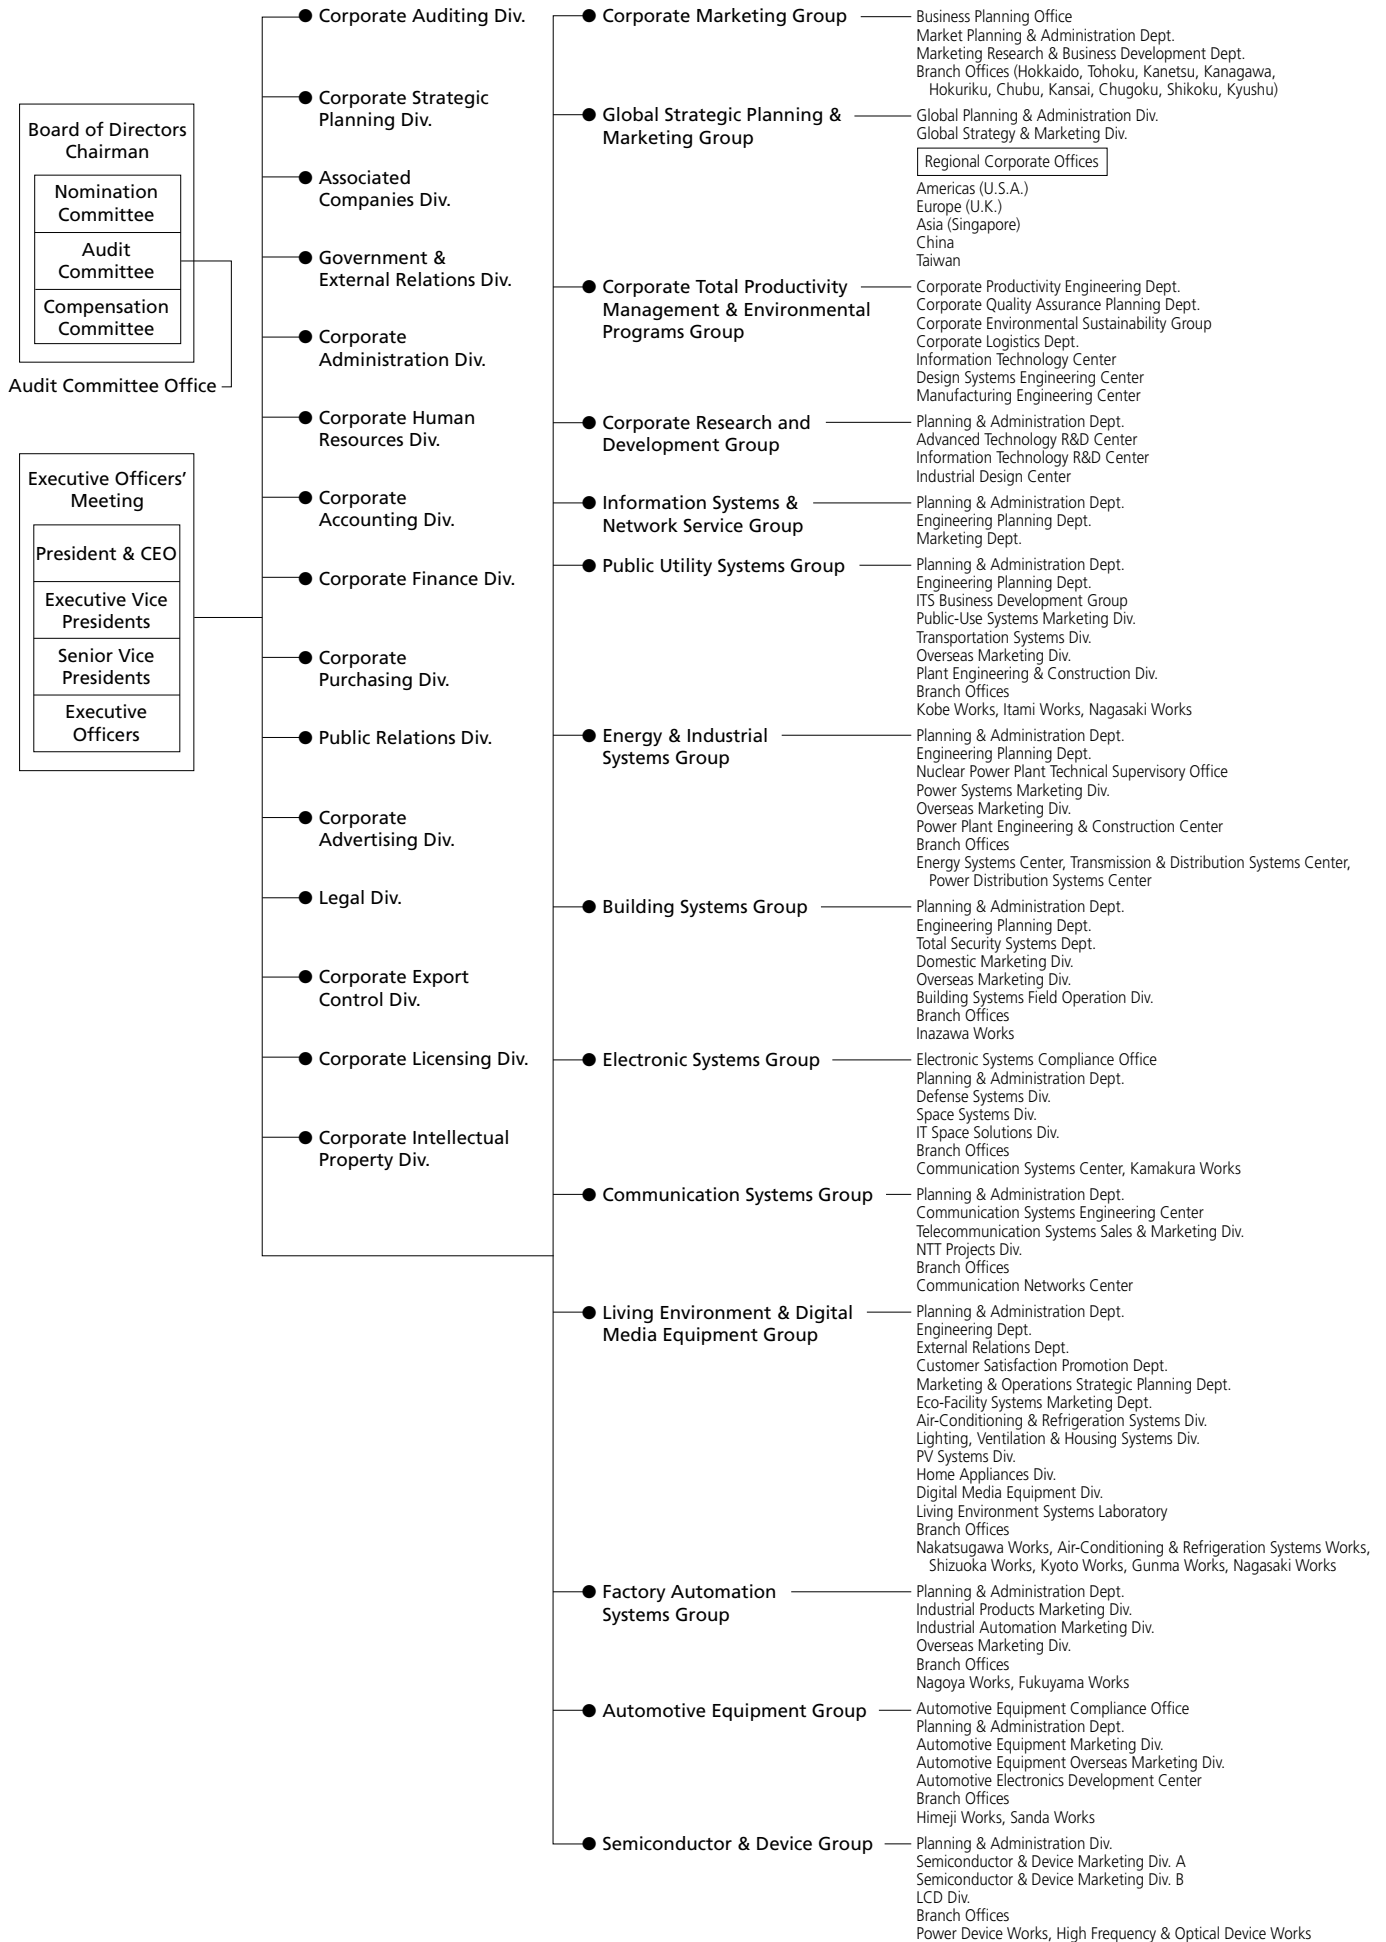 Board of Directors
Chairman
Nomination
Committee
Audit
Committee
Compensation
Committee
Audit Committee Office
Executive Officers'
Meeting
President & CEO
Executive Vice
Presidents
Senior Vice
Presidents
Executive
Officers
Corporate Auditing Div.
Corporate Strategic
Planning Div.
Associated
Companies Div.
Government &
External Relations Div.
Corporate
Administration Div.
Corporate Human
Resources Div.
Corporate
Accounting Div.
Corporate Finance Div.
Corporate
Purchasing Div.
Public Relations Div.
Corporate
Advertising Div.
Legal Div.
Corporate Export
Control Div.
Corporate Licensing Div.
Corporate Intellectual
Property Div.
Corporate Marketing Group
Business Planning Office
Market Planning & Administration Dept.
Marketing Research & Business Development Dept.
Branch Offices (Hokkaido, Tohoku, Kanetsu, Kanagawa,
Hokuriku, Chubu, Kansai, Chugoku, Shikoku, Kyushu)
Global Strategic Planning &
Marketing Group
Global Planning & Administration Div.
Global Strategy & Marketing Div.
Regional Corporate Offices
Americas (U.S.A.)
Europe (U.K.)
Asia (Singapore)
China
Taiwan
Corporate Total Productivity
Management & Environmental
Programs Group
Corporate Productivity Engineering Dept.
Corporate Quality Assurance Planning Dept.
Corporate Environmental Sustainability Group
Corporate Logistics Dept.
Information Technology Center
Design Systems Engineering Center
Manufacturing Engineering Center
Corporate Research and
Development Group
Planning & Administration Dept.
Advanced Technology R&D Center
Information Technology R&D Center
Industrial Design Center
Information Systems &
Network Service Group
Planning & Administration Dept.
Engineering Planning Dept.
Marketing Dept.
Public Utility Systems Group
Planning & Administration Dept.
Engineering Planning Dept.
ITS Business Development Group
Public-Use Systems Marketing Div.
Transportation Systems Div.
Overseas Marketing Div.
Plant Engineering & Construction Div.
Branch Offices
Kobe Works, Itami Works, Nagasaki Works
Energy & Industrial
Systems Group
Planning & Administration Dept.
Engineering Planning Dept.
Nuclear Power Plant Technical Supervisory Office
Power Systems Marketing Div.
Overseas Marketing Div.
Power Plant Engineering & Construction Center
Branch Offices
Energy Systems Center, Transmission & Distribution Systems Center,
Power Distribution Systems Center
Building Systems Group
Planning & Administration Dept.
Engineering Planning Dept.
Total Security Systems Dept.
Domestic Marketing Div.
Overseas Marketing Div.
Building Systems Field Operation Div.
Branch Offices
Inazawa Works
Electronic Systems Group
Electronic Systems Compliance Office
Planning & Administration Dept.
Defense Systems Div.
Space Systems Div.
IT Space Solutions Div.
Branch Offices
Communication Systems Center, Kamakura Works
Communication Systems Group
Planning & Administration Dept.
Communication Systems Engineering Center
Telecommunication Systems Sales & Marketing Div.
NTT Projects Div.
Branch Offices
Communication Networks Center
Living Environment & Digital
Media Equipment Group
Planning & Administration Dept.
Engineering Dept.
External Relations Dept.
Customer Satisfaction Promotion Dept.
Marketing & Operations Strategic Planning Dept.
Eco-Facility Systems Marketing Dept.
Air-Conditioning & Refrigeration Systems Div.
Lighting, Ventilation & Housing Systems Div.
PV Systems Div.
Home Appliances Div.
Digital Media Equipment Div.
Living Environment Systems Laboratory
Branch Offices
Nakatsugawa Works, Air-Conditioning & Refrigeration Systems Works,
Shizuoka Works, Kyoto Works, Gunma Works, Nagasaki Works
Factory Automation
Systems Group
Planning & Administration Dept.
Industrial Products Marketing Div.
Industrial Automation Marketing Div.
Overseas Marketing Div.
Branch Offices
Nagoya Works, Fukuyama Works
Automotive Equipment Group
Automotive Equipment Compliance Office
Planning & Administration Dept.
Automotive Equipment Marketing Div.
Automotive Equipment Overseas Marketing Div.
Automotive Electronics Development Center
Branch Offices
Himeji Works, Sanda Works
Semiconductor & Device Group
Planning & Administration Div.
Semiconductor & Device Marketing Div. A
Semiconductor & Device Marketing Div. B
LCD Div.
Branch Offices
Power Device Works, High Frequency & Optical Device Works